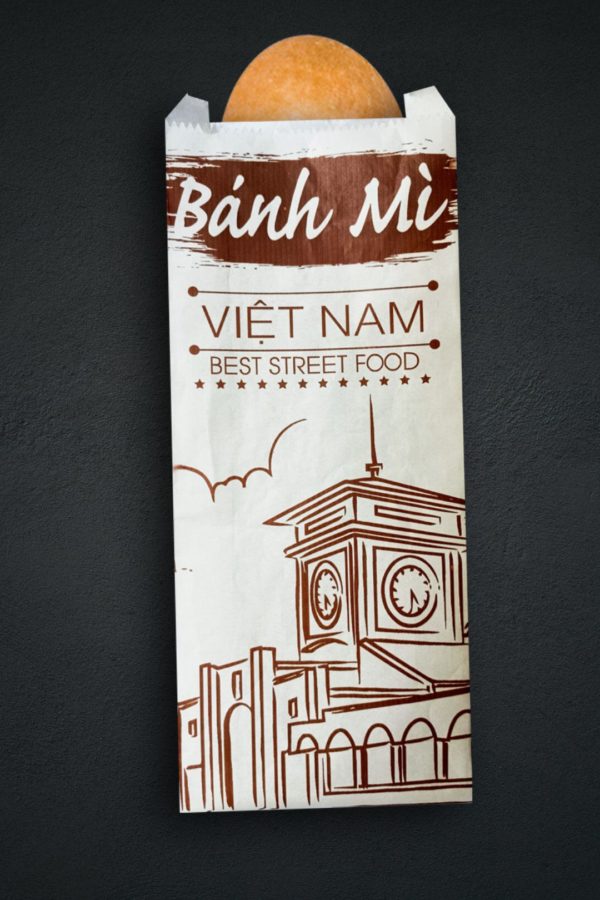 Bánh Mì
VIỆT NAM
BEST STREET FOOD